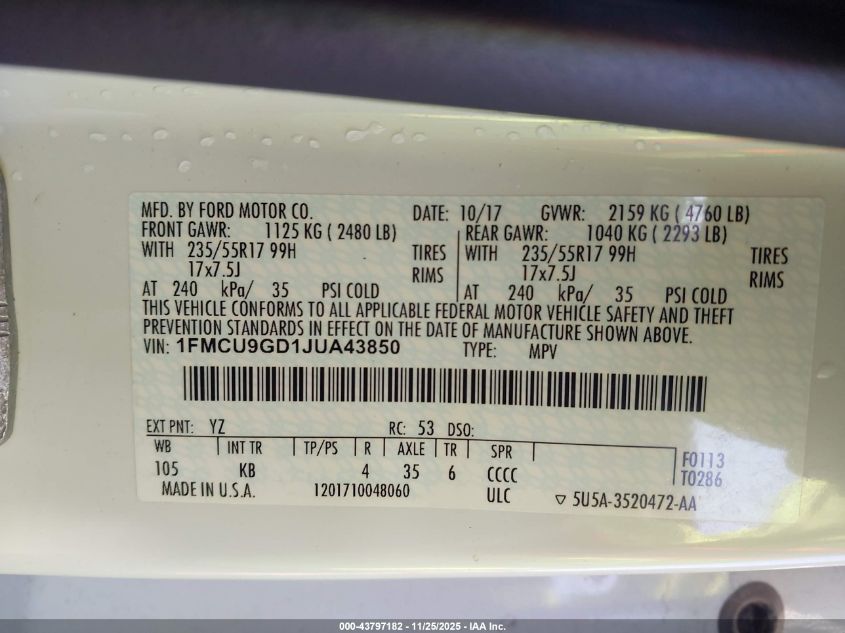 MFD. BY FORD MOTOR CO. DATE: 10/17 GVWR: 2159 KG ( 4760 LB)
FRONT GAWR: 1125 KG ( 2480 LB) REAR GAWR: 1040 KG ( 2293 LB)
WITH 235/55R17 99H TIRES WITH 235/55R17 99H TIRES
17x7.5J RIMS 17x7.5J RIMS
AT 240 kPa/ 35 PSI COLD AT 240 kPa/ 35 PSI COLD
THIS VEHICLE CONFORMS TO ALL APPLICABLE FEDERAL MOTOR VEHICLE SAFETY AND THEFT
PREVENTION STANDARDS IN EFFECT ON THE DATE OF MANUFACTURE SHOWN ABOVE.
VIN: 1FMCU9GD1JUA43850 TYPE: MPV
EXT PNT: YZ RC: 53 DSO:
WB INT TR TP/PS R AXLE TR SPR
105 KB 4 35 6 CCCC F0113
T0286
MADE IN U.S.A. 1201710048060 ULC ▽ 5U5A-3520472-AA
000-43797182 - 11/25/2025 - IAA Inc.